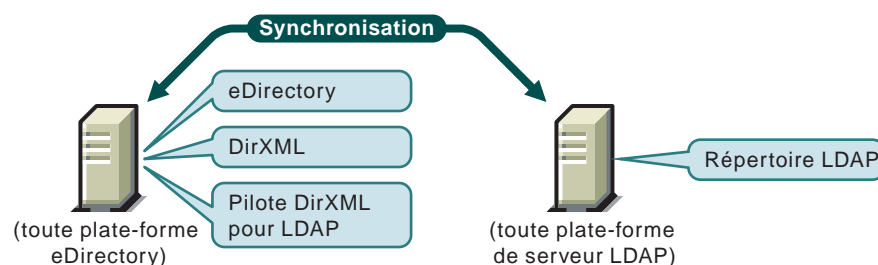 Synchronisation
eDirectory
DirXML
Pilote DirXML
pour LDAP
(toute plate-forme
eDirectory)
Répertoire LDAP
(toute plate-forme
de serveur LDAP)